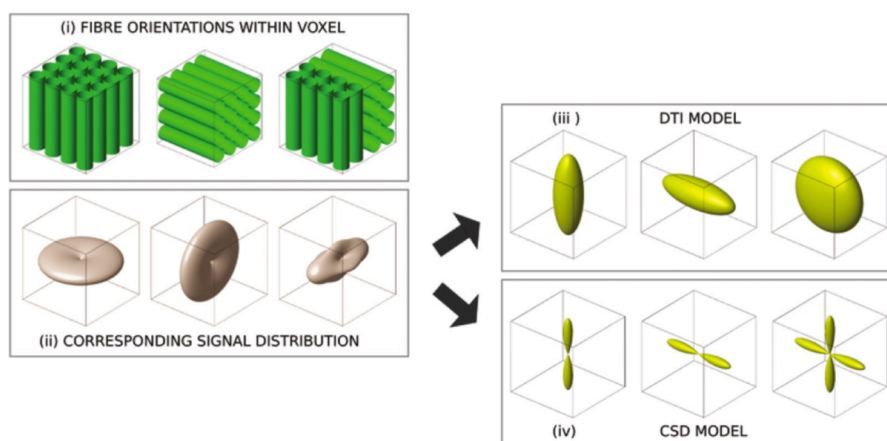 (i) FIBRE ORIENTATIONS WITHIN VOXEL
(ii) CORRESPONDING SIGNAL DISTRIBUTION
(iii ) DTI MODEL
(iv) CSD MODEL